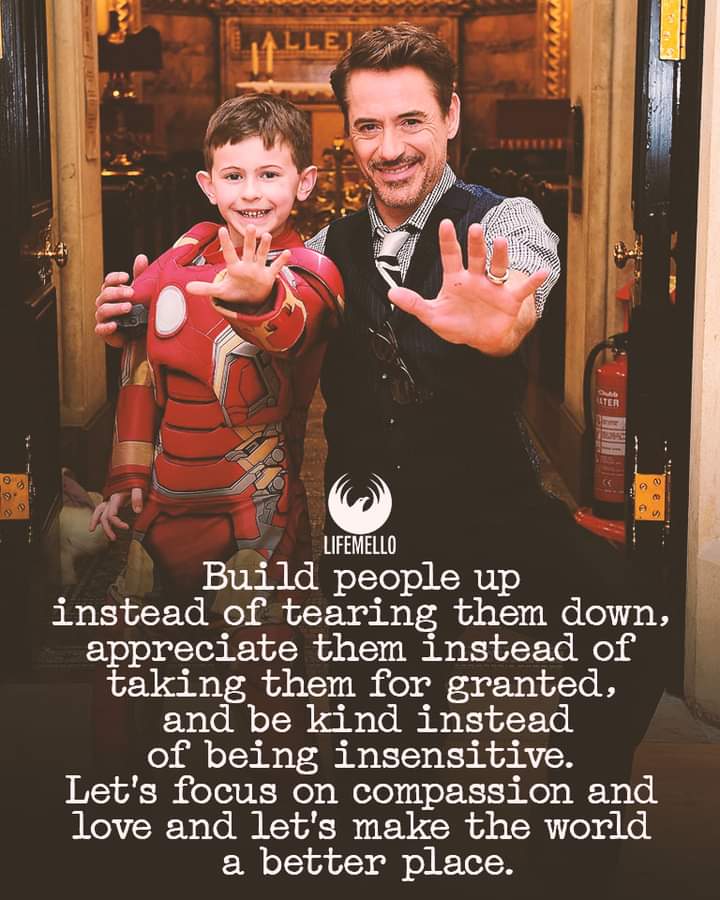 ALLE
WATER
LIFEMELLO
Build people up
instead of tearing them down,
appreciate them instead of
taking them for granted,
and be kind instead
of being insensitive.
Let's focus on compassion and
love and let's make the world
a better place.